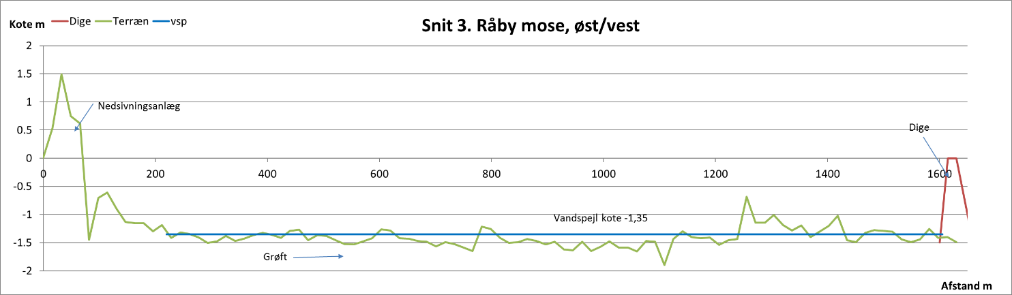 Snit 3. Råby mose, øst/vest
Kote m
Dige Terræn vsp
2
1.5
1
0.5
0
-0.5
-1
-1.5
-2
0 200 400 600 800 1000 1200 1400 1600
Nedsivningsanlæg
Dige
Vandspejl kote -1,35
Grøft
Afstand m